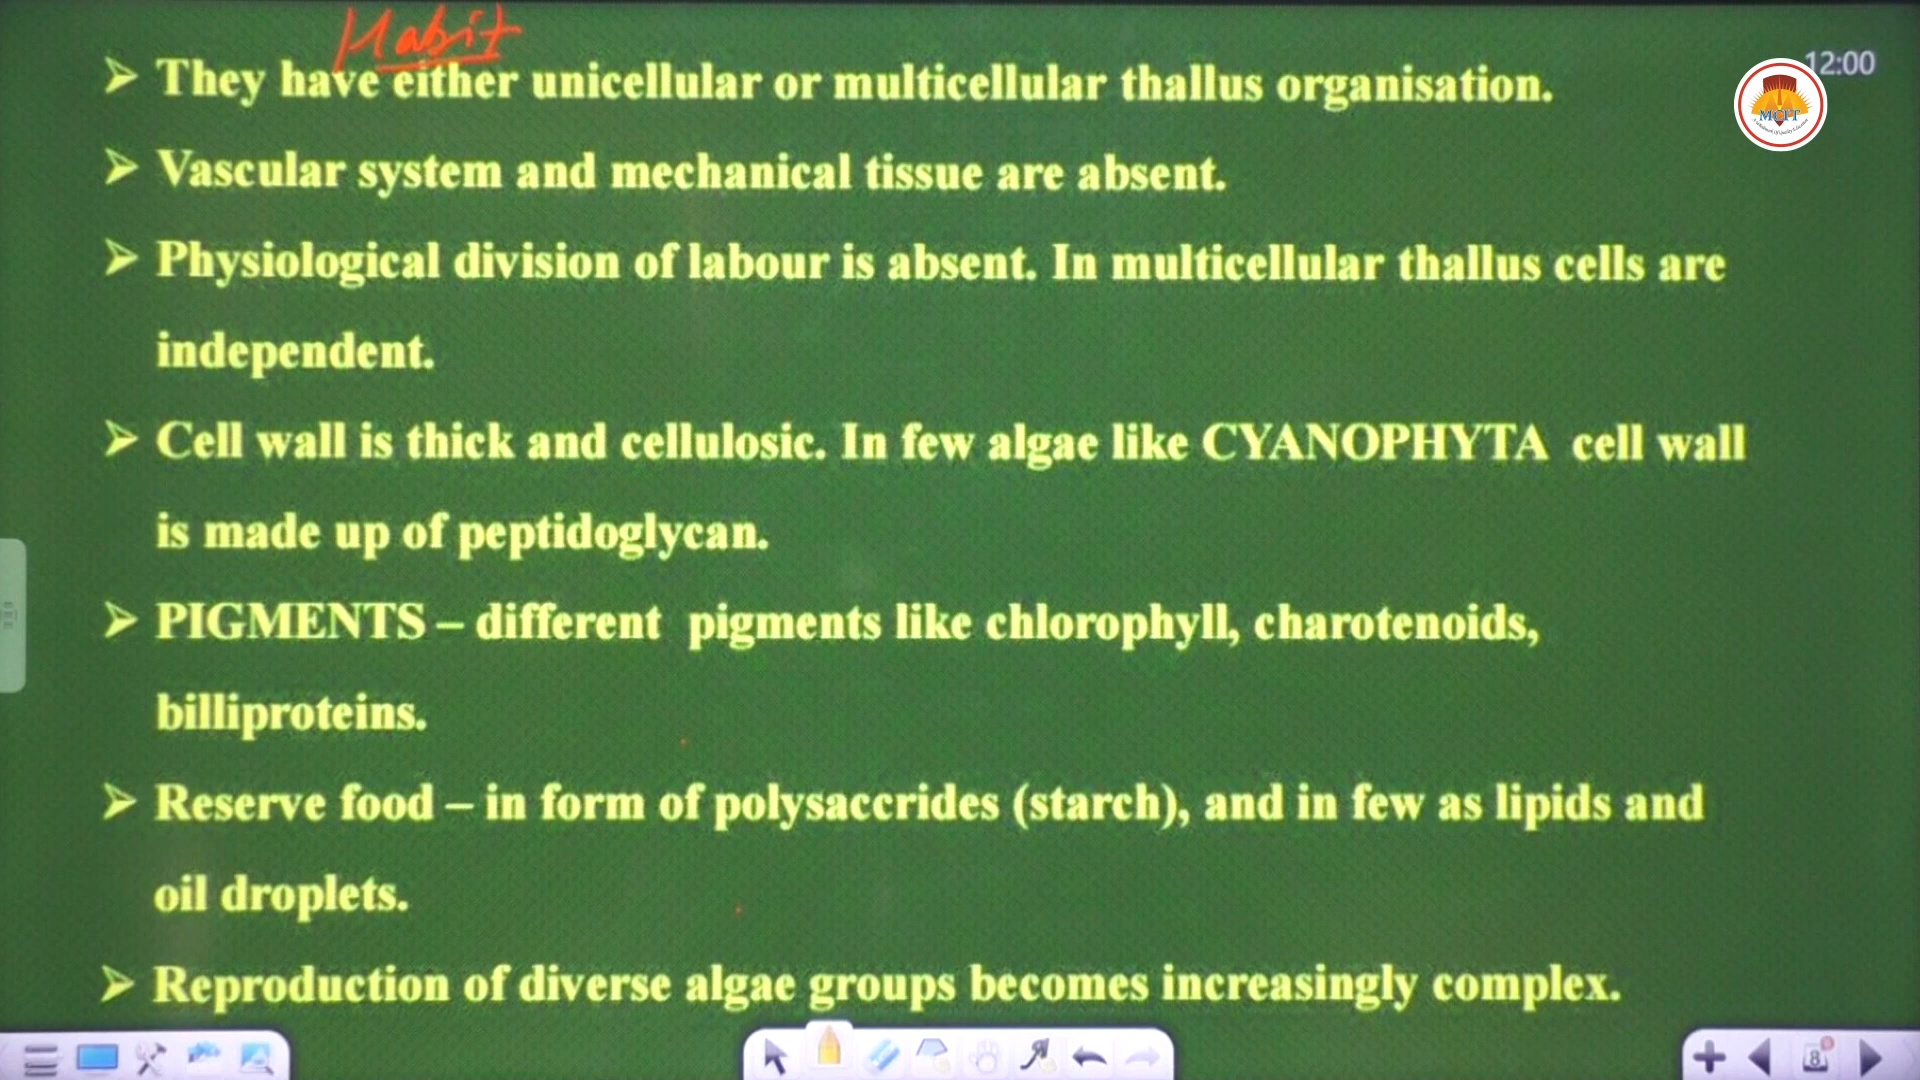 Habit
12:00
➢ They have either unicellular or multicellular thallus organisation.
MCPT
➢ Vascular system and mechanical tissue are absent.
➢ Physiological division of labour is absent. In multicellular thallus cells are
independent.
➢ Cell wall is thick and cellulosic. In few algae like CYANOPHYTA cell wall
is made up of peptidoglycan.
➢ PIGMENTS – different pigments like chlorophyll, charotenoids,
billiproteins.
➢ Reserve food – in form of polysaccrides (starch), and in few as lipids and
oil droplets.
➢ Reproduction of diverse algae groups becomes increasingly complex.
8